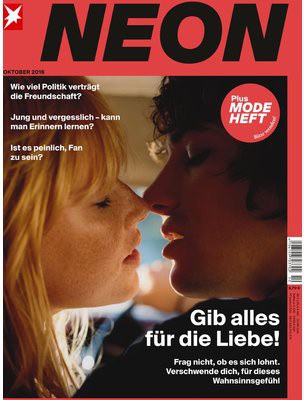 NEON
OKTOBER 2016
Wie viel Politik verträgt
die Freundschaft?
Jung und vergesslich – kann
man Erinnern lernen?
Ist es peinlich, Fan
zu sein?
Plus
MODE
HEFT
Bitte wenden!
Gib alles
für die Liebe!
Frag nicht, ob es sich lohnt.
Verschwende dich, für dieses
Wahnsinnsgefühl